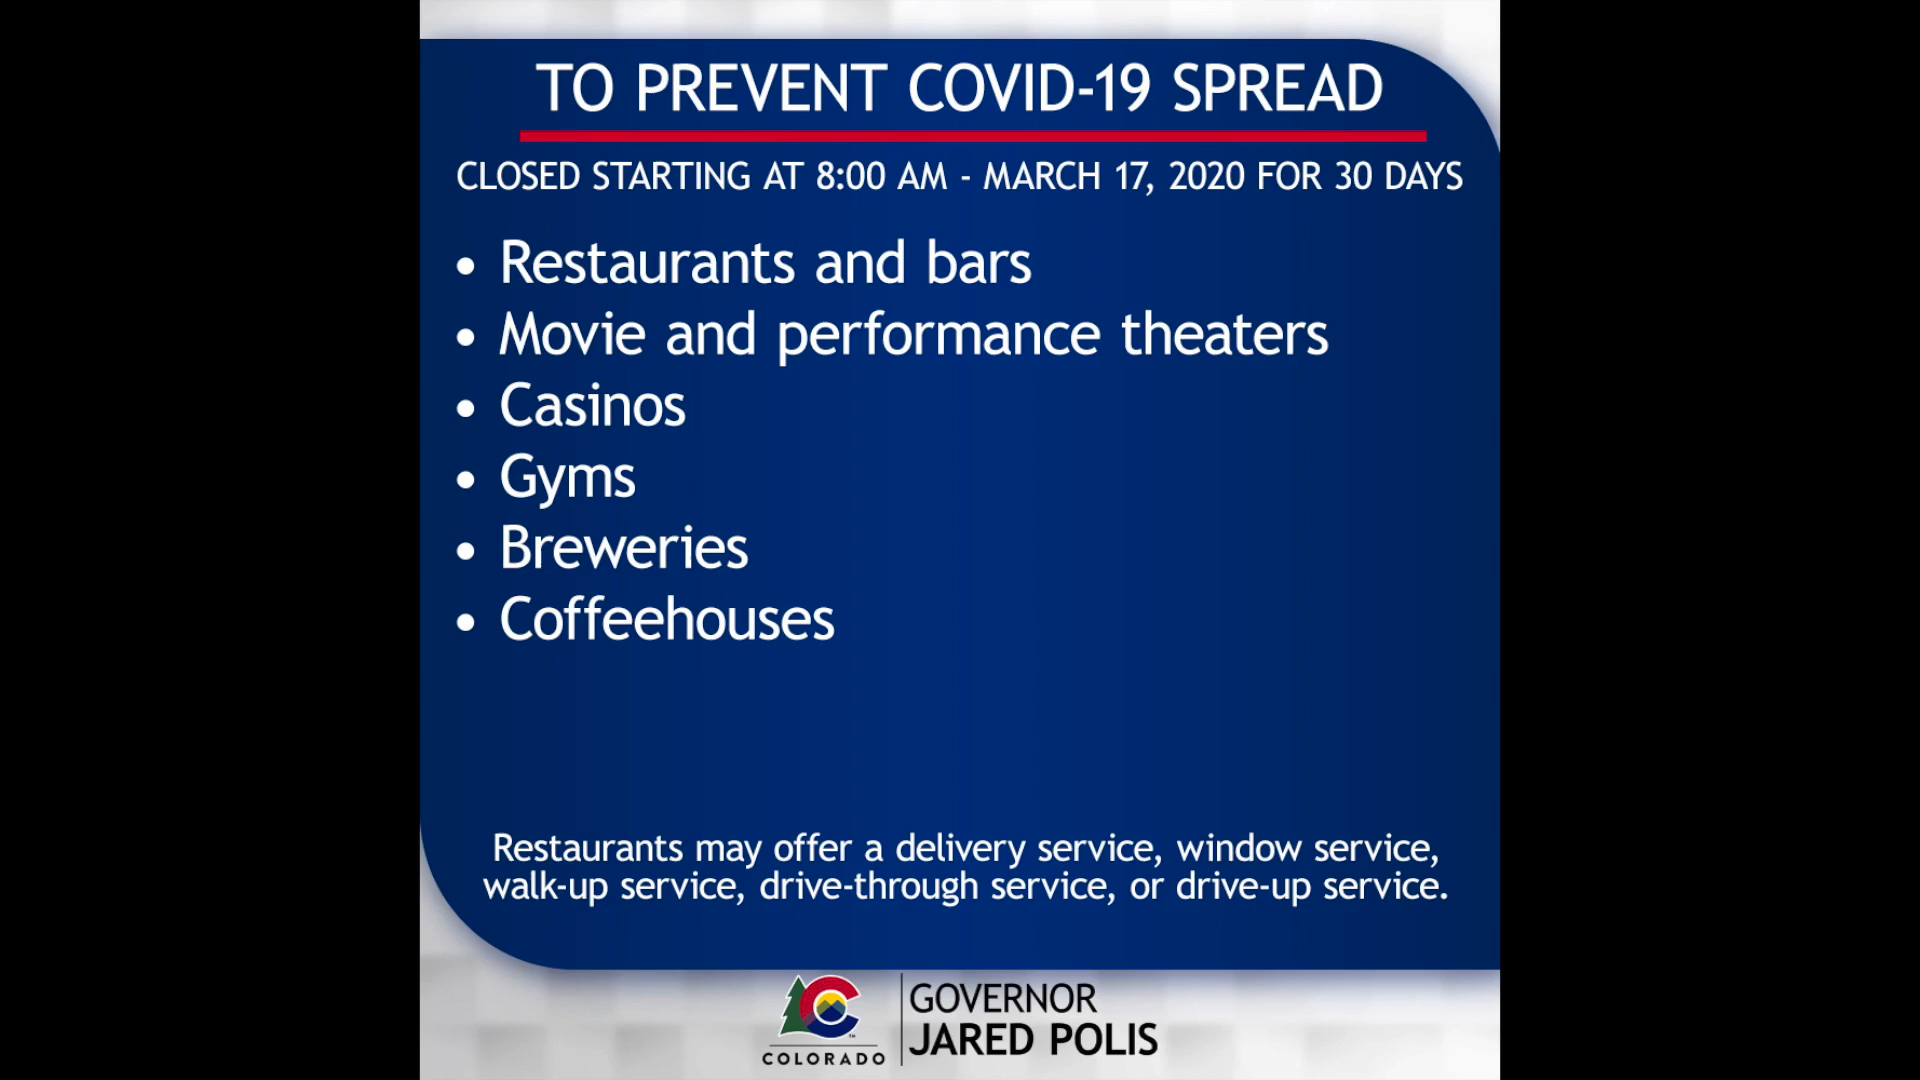 TO PREVENT COVID-19 SPREAD
CLOSED STARTING AT 8:00 AM - MARCH 17, 2020 FOR 30 DAYS
• Restaurants and bars
• Movie and performance theaters
• Casinos
• Gyms
• Breweries
• Coffeehouses
Restaurants may offer a delivery service, window service,
walk-up service, drive-through service, or drive-up service.
COLORADO
GOVERNOR
JARED POLIS